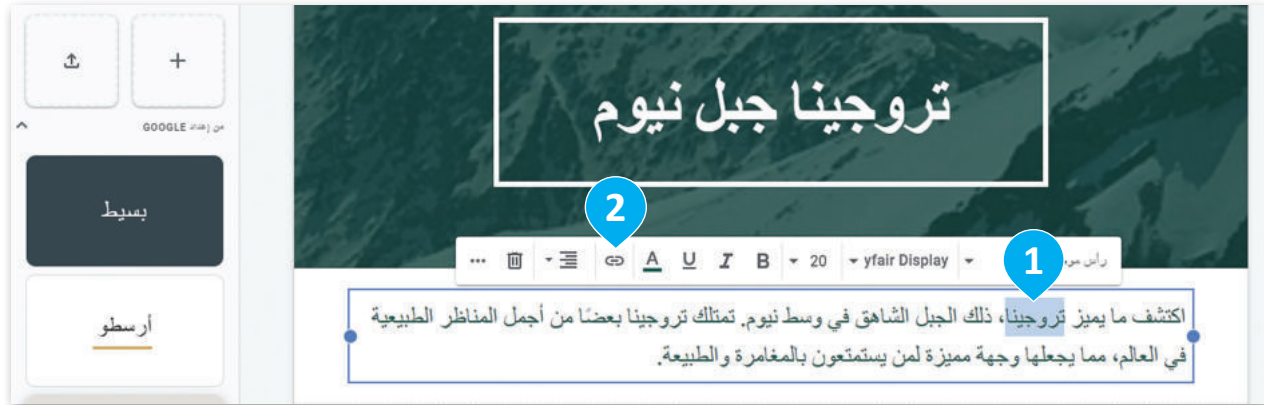 تروجينا جبل نيوم
من إعداد GOOGLE
بسيط
أرسطو
2
1
رأس
yfair Display
20
B I U A
اكتشف ما يميز تروجينا، ذلك الجبل الشاهق في وسط نيوم. تمتلك تروجينا بعضًا من أجمل المناظر الطبيعية
في العالم، مما يجعلها وجهة مميزة لمن يستمتعون بالمغامرة والطبيعة.